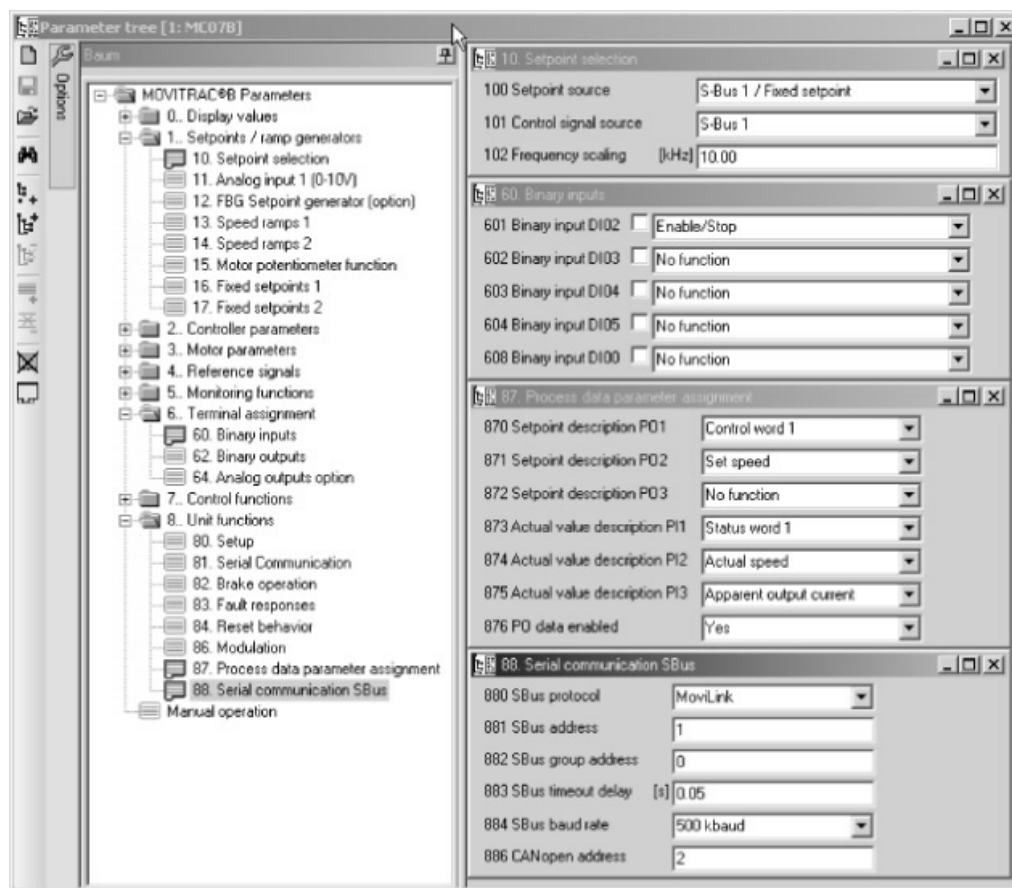 Parameter tree [1: MC07B]
Options
Baum
MOVITRAC®B Parameters
0.. Display values
1.. Setpoints / ramp generators
10. Setpoint selection
11. Analog input 1 (0-10V)
12. FBG Setpoint generator (option)
13. Speed ramps 1
14. Speed ramps 2
15. Motor potentiometer function
16. Fixed setpoints 1
17. Fixed setpoints 2
2.. Controller parameters
3.. Motor parameters
4.. Reference signals
5.. Monitoring functions
6.. Terminal assignment
60. Binary inputs
62. Binary outputs
64. Analog outputs option
7.. Control functions
8.. Unit functions
80. Setup
81. Serial Communication
82. Brake operation
83. Fault responses
84. Reset behavior
86. Modulation
87. Process data parameter assignment
88. Serial communication SBus
Manual operation
10. Setpoint selection
100 Setpoint source S-Bus 1 / Fixed setpoint
101 Control signal source S-Bus 1
102 Frequency scaling [kHz] 10.00
60. Binary inputs
601 Binary input DI02 Enable/Stop
602 Binary input DI03 No function
603 Binary input DI04 No function
604 Binary input DI05 No function
608 Binary input DI00 No function
87. Process data parameter assignment
870 Setpoint description PO1 Control word 1
871 Setpoint description PO2 Set speed
872 Setpoint description PO3 No function
873 Actual value description PI1 Status word 1
874 Actual value description PI2 Actual speed
875 Actual value description PI3 Apparent output current
876 PO data enabled Yes
88. Serial communication SBus
880 SBus protocol MoviLink
881 SBus address 1
882 SBus group address 0
883 SBus timeout delay [s] 0.05
884 SBus baud rate 500 kbaud
886 CANopen address 2